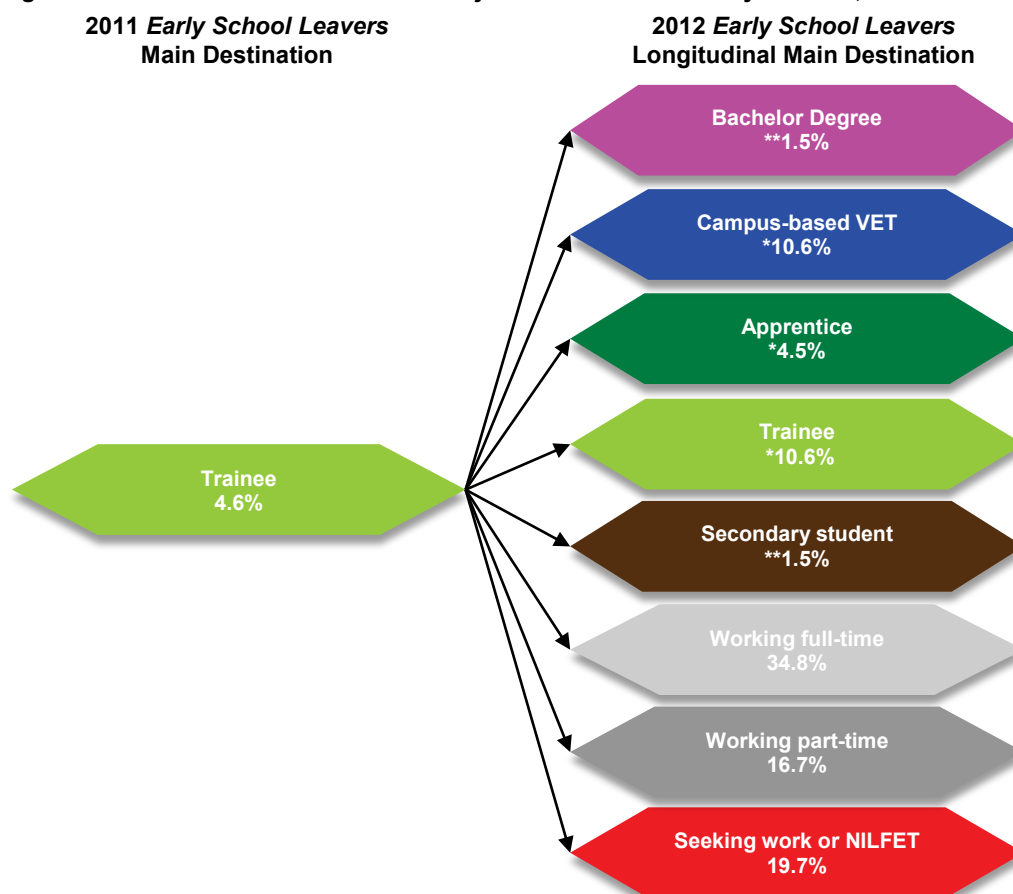 2011 Early School Leavers
Main Destination
2012 Early School Leavers
Longitudinal Main Destination
Bachelor Degree
**1.5%
Campus-based VET
*10.6%
Apprentice
*4.5%
Trainee
*10.6%
Trainee
4.6%
Secondary student
**1.5%
Working full-time
34.8%
Working part-time
16.7%
Seeking work or NILFET
19.7%